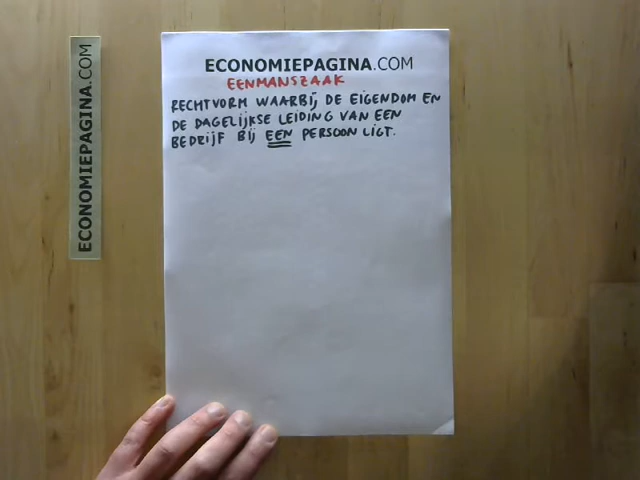 ECONOMIEPAGINA.COM
ECONOMIEPAGINA.COM
EENMANSZAAK
RECHTVORM WAARBIJ DE EIGENDOM EN
DE DAGELIJKSE LEIDING VAN EEN
BEDRIJF BIJ EEN PERSOON LIGT.